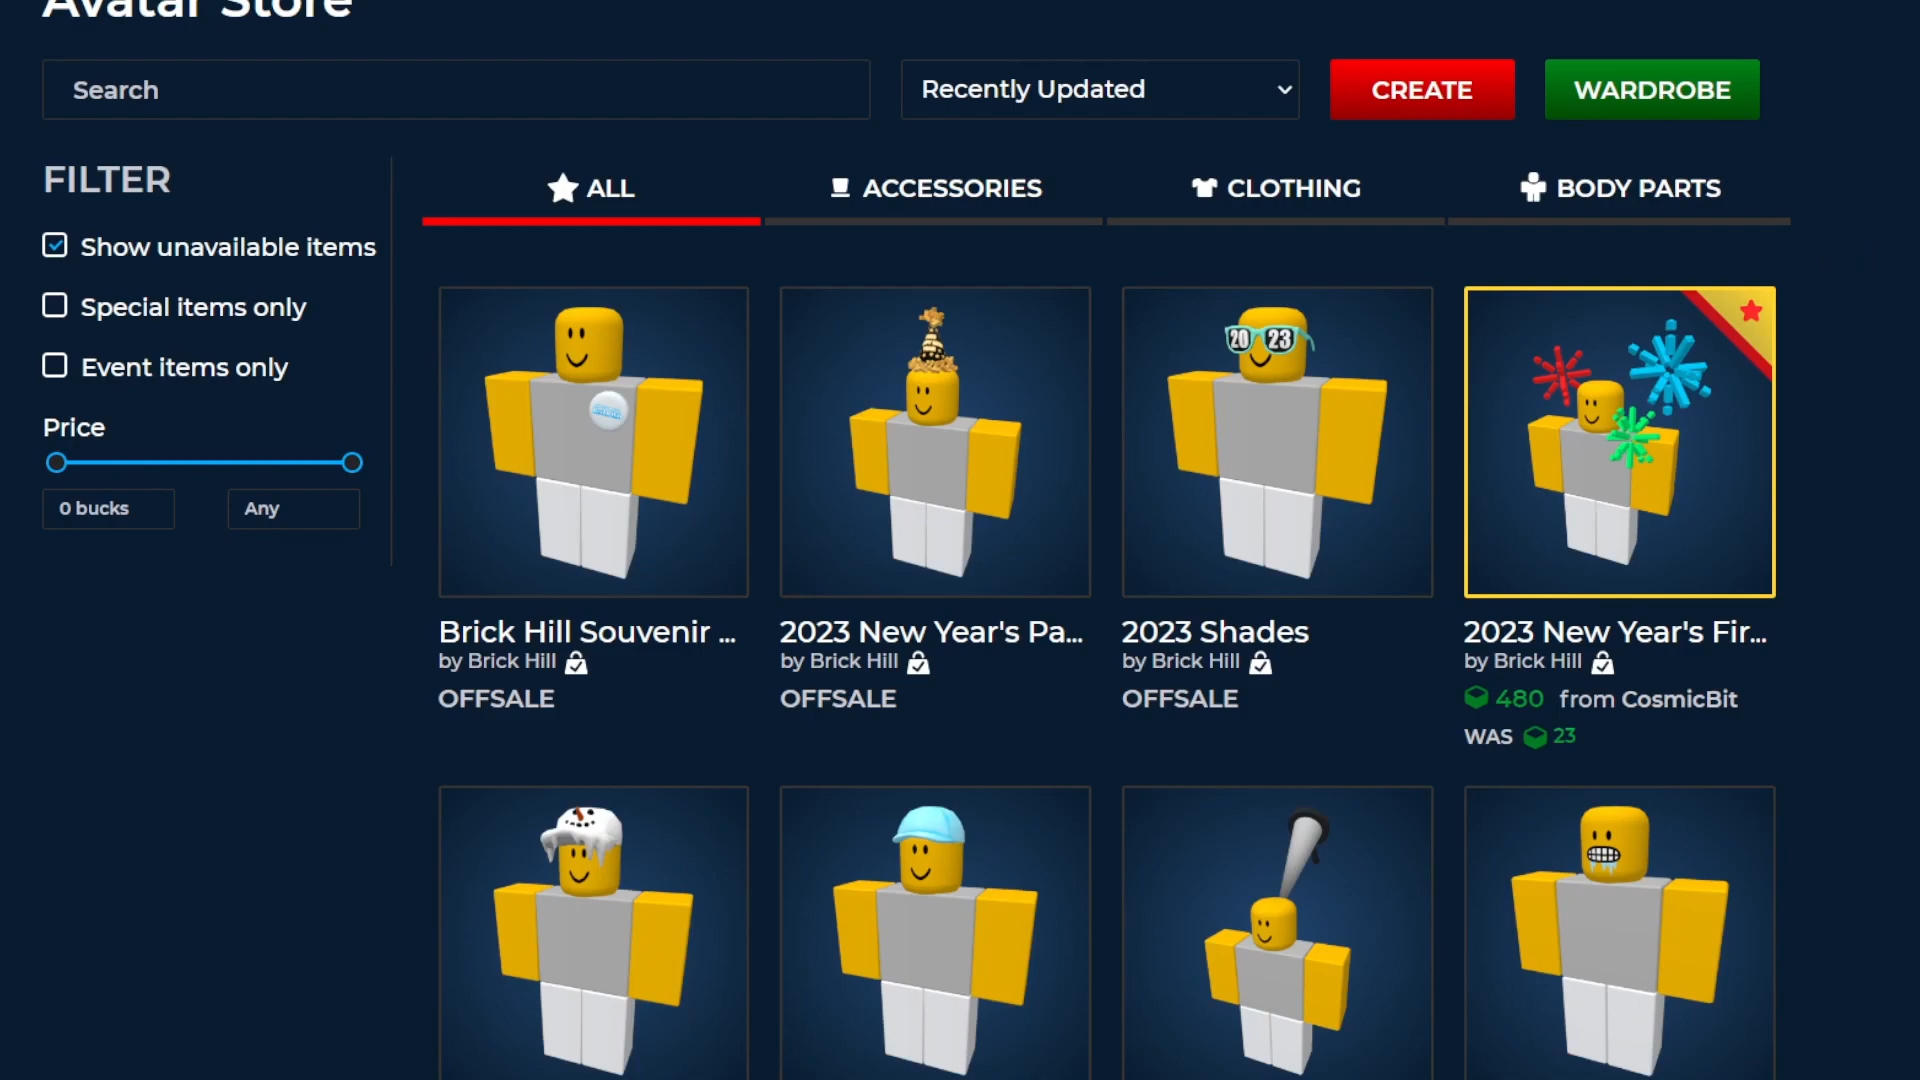 Avatar Store
Search
Recently Updated
CREATE
WARDROBE
FILTER
Show unavailable items
Special items only
Event items only
Price
0 bucks
Any
ALL
ACCESSORIES
CLOTHING
BODY PARTS
20 23
Brick Hill Souvenir ...
by Brick Hill
OFFSALE
2023 New Year's Pa...
by Brick Hill
OFFSALE
2023 Shades
by Brick Hill
OFFSALE
2023 New Year's Fir...
by Brick Hill
480 from CosmicBit
WAS 23